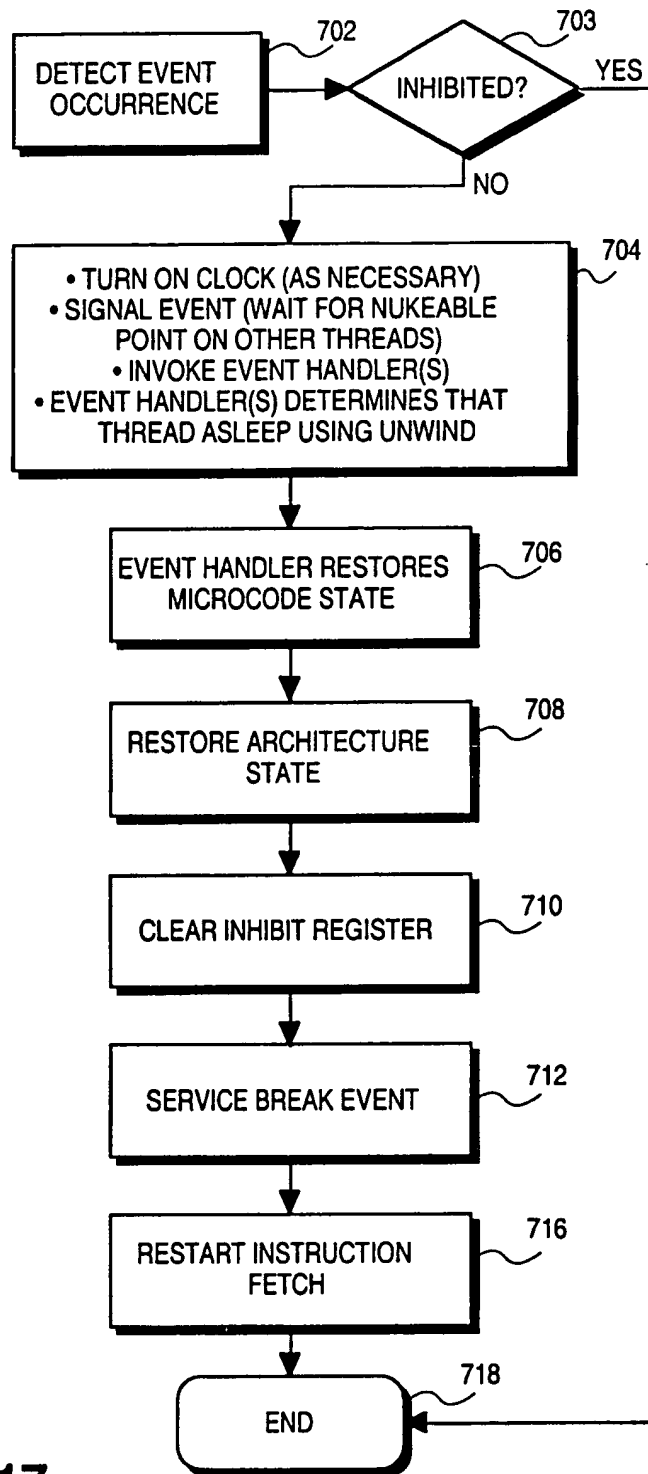 702
DETECT EVENT
OCCURRENCE
703
INHIBITED?
YES
NO
704
• TURN ON CLOCK (AS NECESSARY)
• SIGNAL EVENT (WAIT FOR NUKEABLE
POINT ON OTHER THREADS)
• INVOKE EVENT HANDLER(S)
• EVENT HANDLER(S) DETERMINES THAT
THREAD ASLEEP USING UNWIND
706
EVENT HANDLER RESTORES
MICROCODE STATE
708
RESTORE ARCHITECTURE
STATE
710
CLEAR INHIBIT REGISTER
712
SERVICE BREAK EVENT
716
RESTART INSTRUCTION
FETCH
718
END